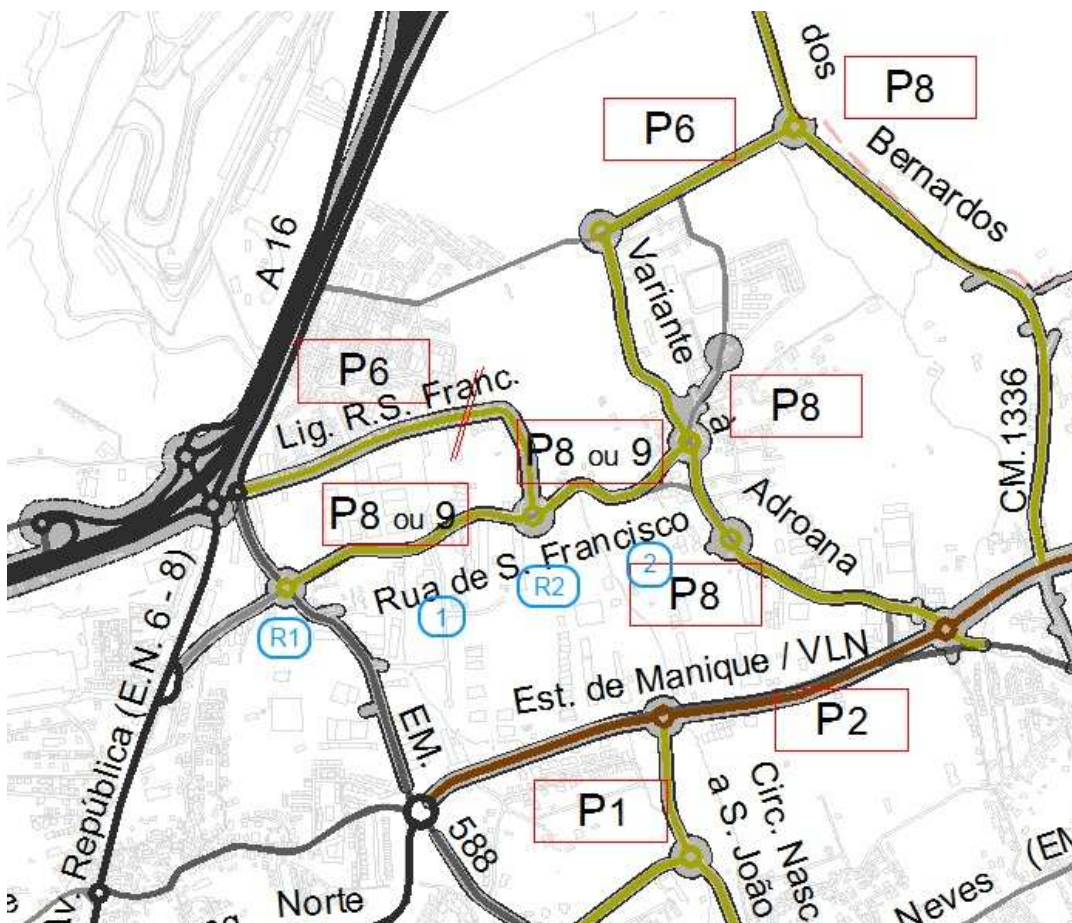 dos
P8
P6
Bernardos
A 16
Variante
P6
Lig. R.S. Franc.
P8
à
CM.1336
P8 ou 9
P8 ou 9
Adroana
Rua de S. Francisco
2
R2
P8
1
R1
Av. República (E.N. 6 - 8)
Est. de Manique / VLN
EM.
P2
P1
588
Circ. Nasc
a S. João
Norte
Neves
(EM